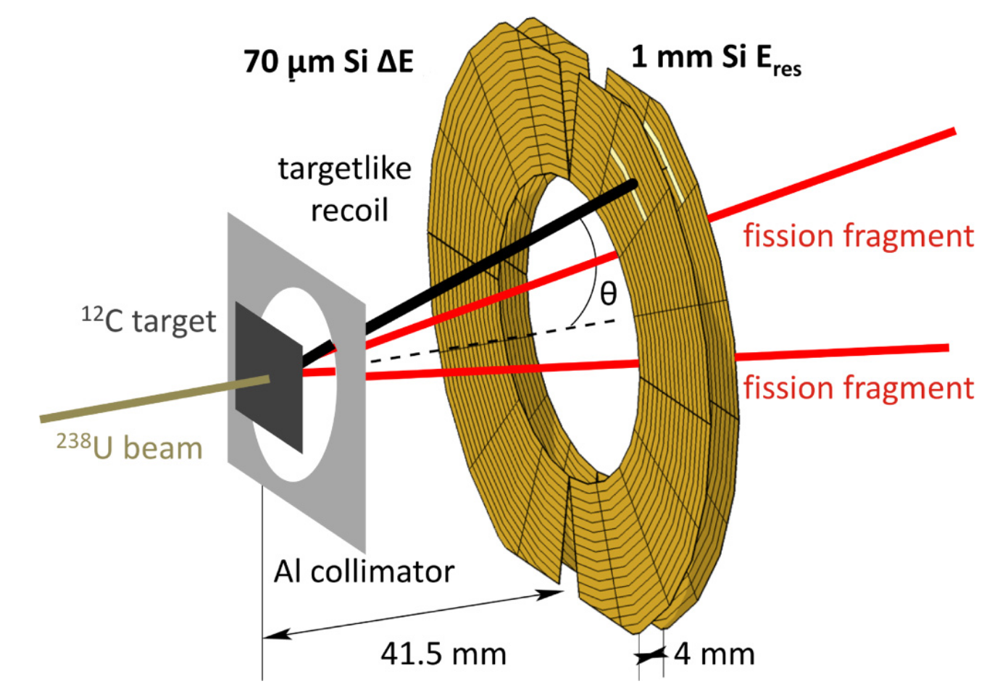 70 μm Si ΔE
1 mm Si Eres
targetlike
recoil
fission fragment
θ
¹²C target
fission fragment
²³⁸U beam
Al collimator
41.5 mm
4 mm